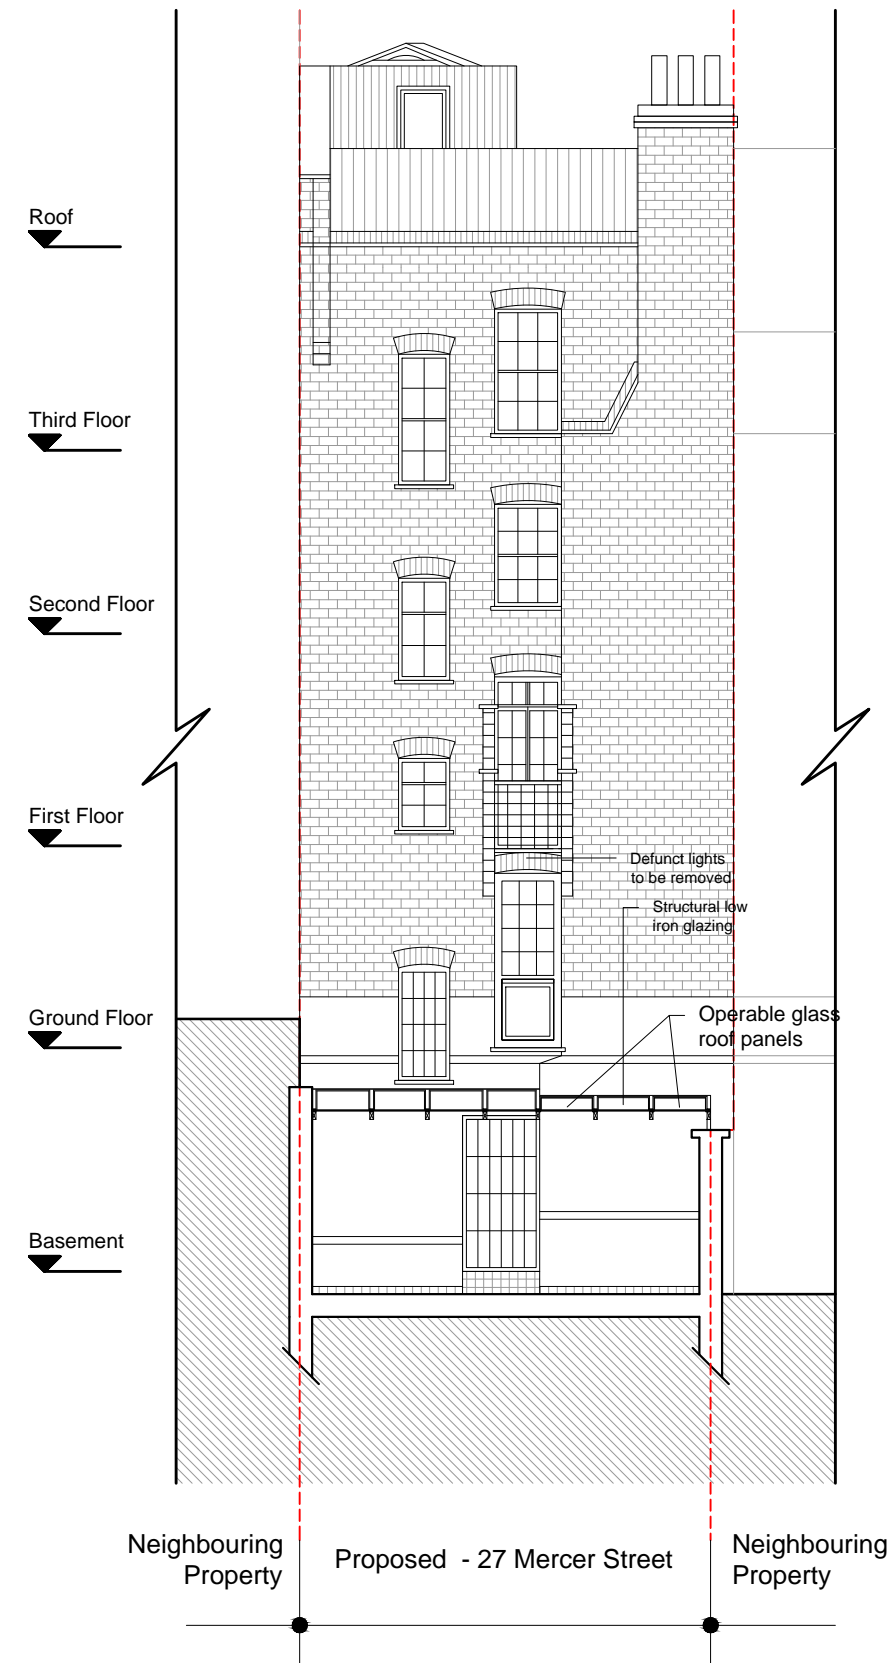 Roof
Third Floor
Second Floor
First Floor
Defunct lights
to be removed
Structural low
iron glazing
Ground Floor
Operable glass
roof panels
Basement
Neighbouring
Property
Proposed - 27 Mercer Street
Neighbouring
Property